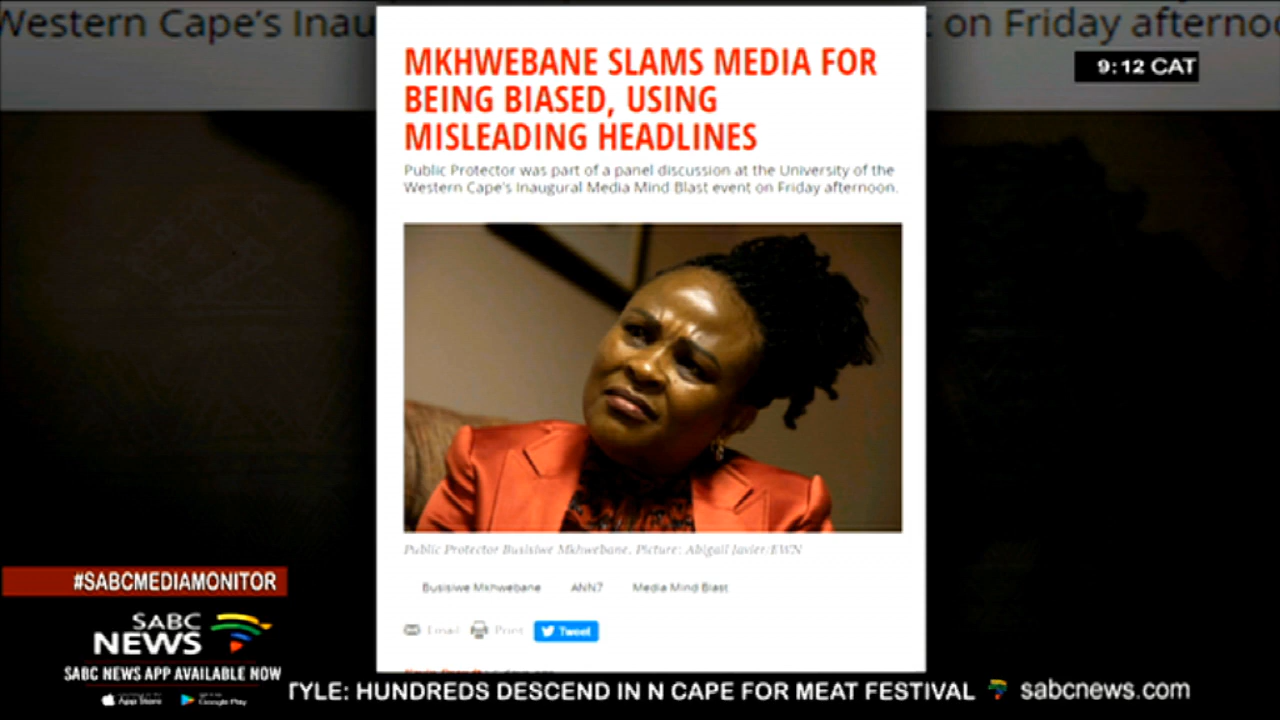 Western Cape's Inau
t on Friday afternoo
9:12 CAT
MKHWEBANE SLAMS MEDIA FOR
BEING BIASED, USING
MISLEADING HEADLINES
Public Protector was part of a panel discussion at the University of the
Western Cape's Inaugural Media Mind Blast event on Friday afternoon.
Public Protector Busisiwe Mkhwebane. Picture: Abigail Javier/EWN
Busisiwe Mkhwebane ANN7 Media Mind Blast
Email Print Tweet
#SABCMEDIAMONITOR
SABC
NEWS
SABC NEWS APP AVAILABLE NOW
App Store Google Play
TYLE: HUNDREDS DESCEND IN N CAPE FOR MEAT FESTIVAL sabcnews.com